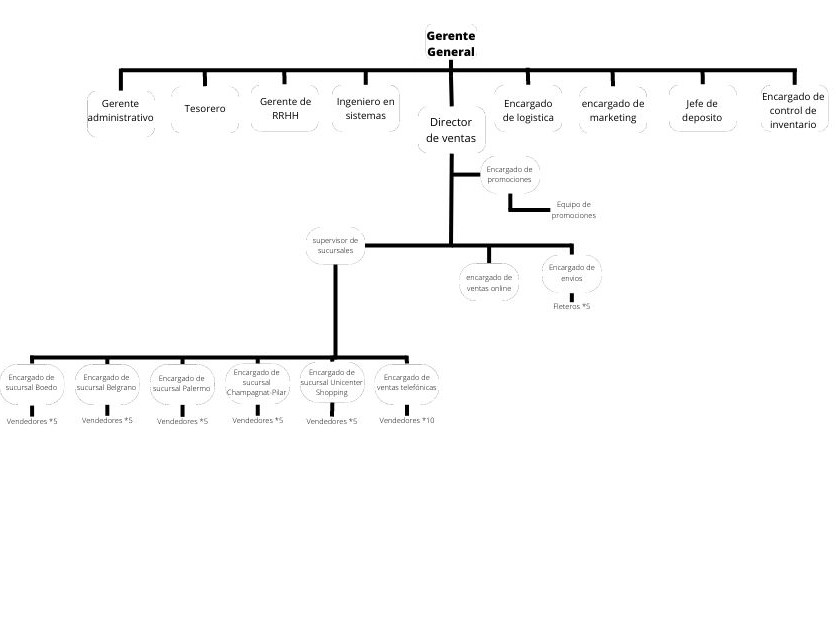 Gerente
General
Gerente
administrativo
Tesorero
Gerente de
RRHH
Ingeniero en
sistemas
Director
de ventas
Encargado
de logistica
encargado de
marketing
Jefe de
deposito
Encargado de
control de
inventario
Encargado de
promociones
Equipo de
promociones
supervisor de
sucursales
encargado de
ventas online
Encargado de
envios
Fleteros *5
Encargado de
sucursal Boedo
Vendedores *5
Encargado de
sucursal Belgrano
Vendedores *5
Encargado de
sucursal Palermo
Vendedores *5
Encargado de
sucursal
Champagnat-Pilar
Vendedores *5
Encargado de
sucursal Unicenter
Shopping
Vendedores *5
Encargado de
ventas telefónicas
Vendedores *10